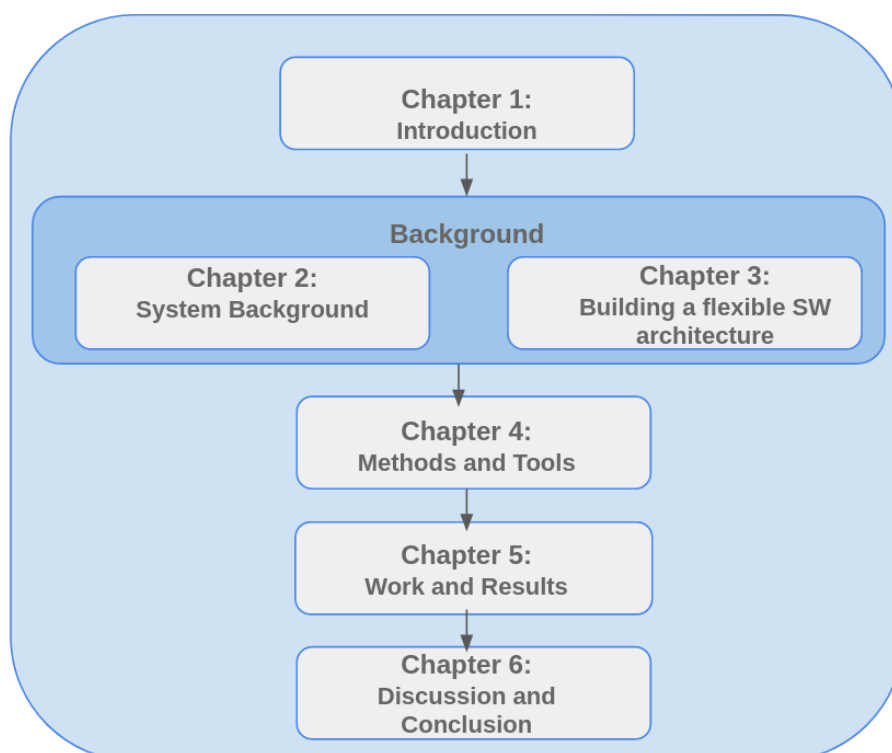 Chapter 1:
Introduction
Background
Chapter 2:
System Background
Chapter 3:
Building a flexible SW
architecture
Chapter 4:
Methods and Tools
Chapter 5:
Work and Results
Chapter 6:
Discussion and
Conclusion